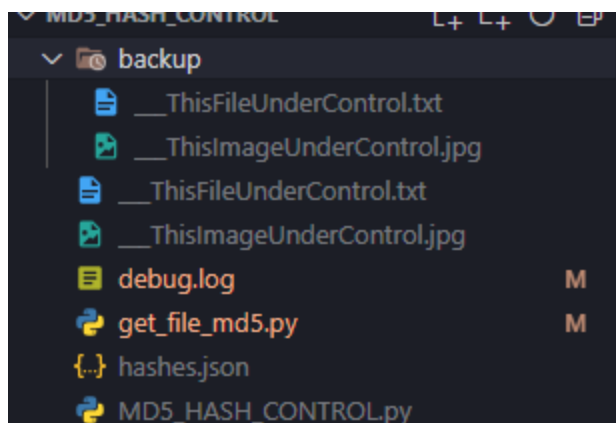 MD5_HASH_CONTROL
backup
___ThisFileUnderControl.txt
___ThisImageUnderControl.jpg
___ThisFileUnderControl.txt
___ThisImageUnderControl.jpg
debug.log M
get_file_md5.py M
{..} hashes.json
MD5_HASH_CONTROL.py